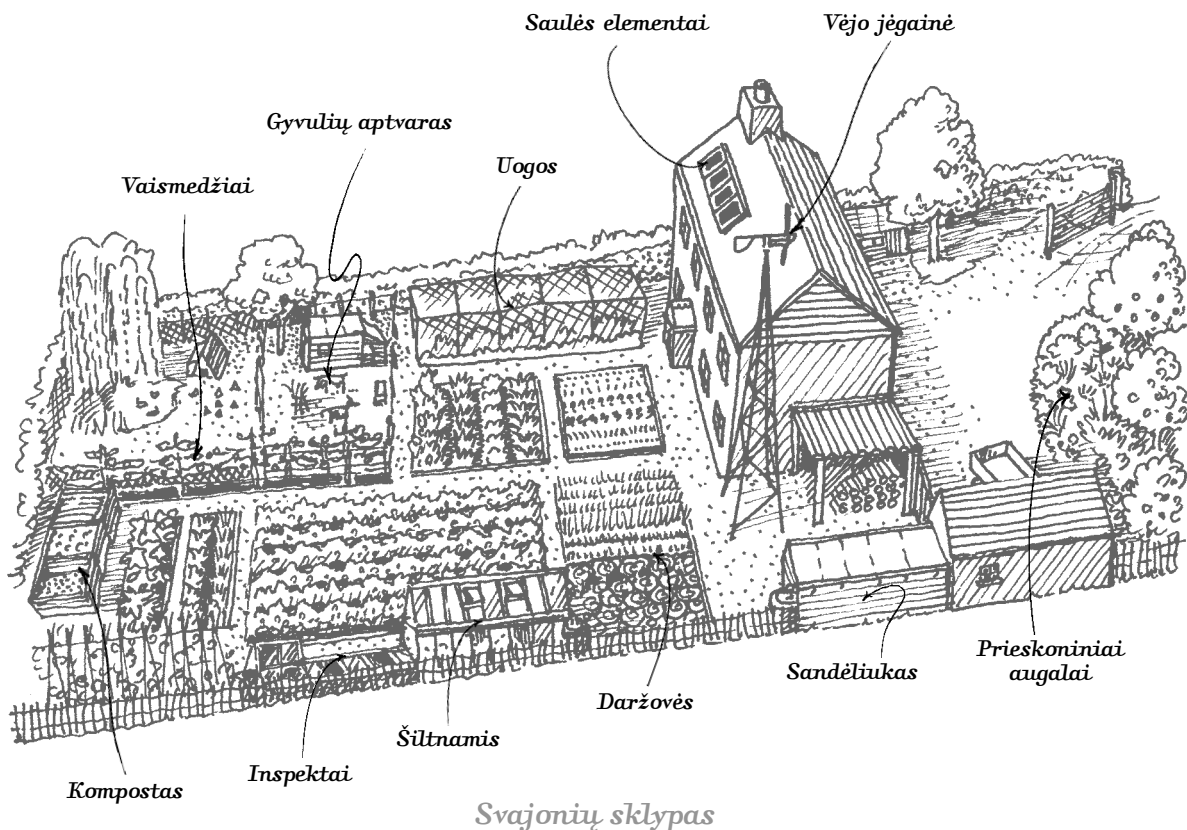 Saulės elementai
Vėjo jėgainė
Gyvulių aptvaras
Uogos
Vaismedžiai
Prieskoniniai
augalai
Sandėliukas
Daržovės
Šiltnamis
Inspektai
Kompostas
Svajonių sklypas